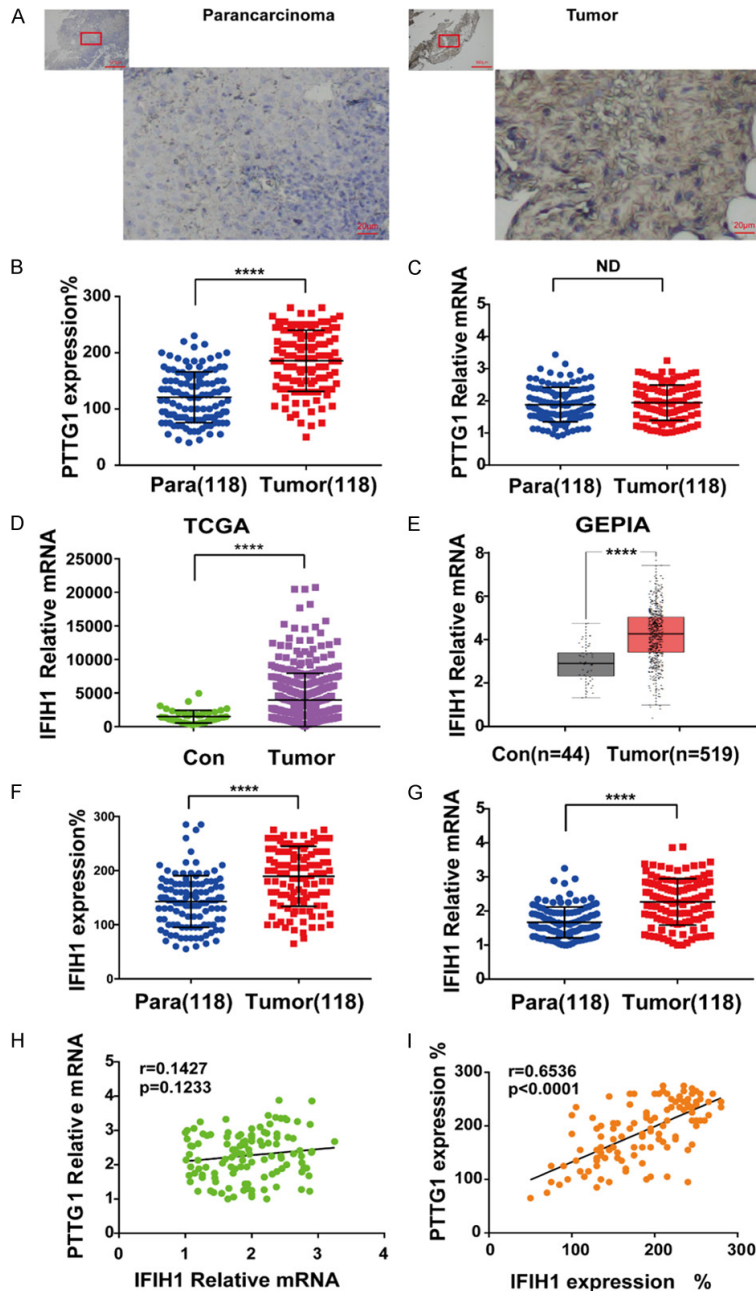 A
Parancarcinoma
Tumor
20μm
20μm
B
****
PTTG1 expression%
300
200
100
0
Para(118) Tumor(118)
C
ND
PTTG1 Relative mRNA
5
4
3
2
1
0
Para(118) Tumor(118)
D
TCGA
****
IFIH1 Relative mRNA
25000
20000
15000
10000
5000
0
Con Tumor
E
GEPIA
****
IFIH1 Relative mRNA
8
6
4
2
0
Con(n=44) Tumor(n=519)
F
****
IFIH1 expression%
300
200
100
0
Para(118) Tumor(118)
G
****
IFIH1 Relative mRNA
5
4
3
2
1
0
Para(118) Tumor(118)
H
r=0.1427
p=0.1233
PTTG1 Relative mRNA
5
4
3
2
1
0
0 1 2 3 4
IFIH1 Relative mRNA
I
r=0.6536
p<0.0001
PTTG1 expression %
300
200
100
0
0 100 200 300
IFIH1 expression %